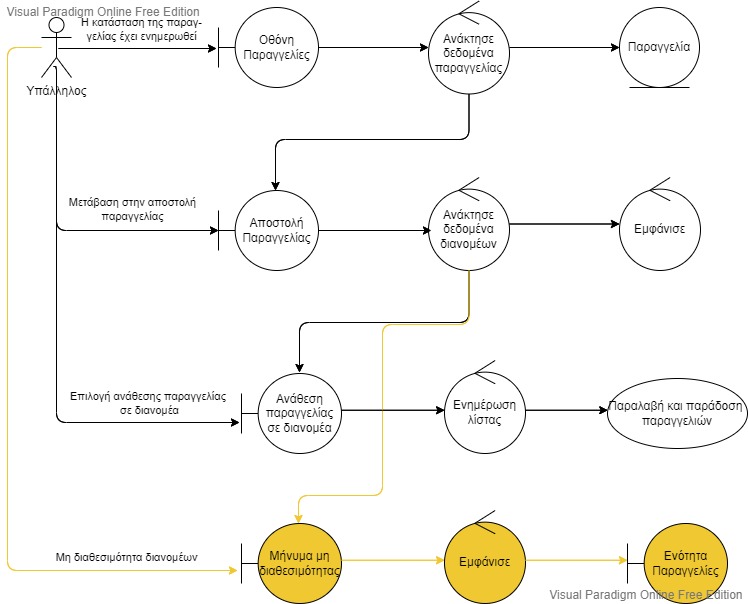 Visual Paradigm Online Free Edition
Η κατάσταση της παραγ-
γελίας έχει ενημερωθεί
Υπάλληλος
Οθόνη
Παραγγελίες
Ανάκτησε
δεδομένα
παραγγελίας
Παραγγελία
Μετάβαση στην αποστολή
παραγγελίας
Αποστολή
Παραγγελίας
Ανάκτησε
δεδομένα
διανομέων
Εμφάνισε
Επιλογή ανάθεσης παραγγελίας
σε διανομέα
Ανάθεση
παραγγελίας
σε διανομέα
Ενημέρωση
λίστας
Παραλαβή και παράδοση
παραγγελιών
Μη διαθεσιμότητα διανομέων
Μήνυμα μη
διαθεσιμότητας
Εμφάνισε
Ενότητα
Παραγγελίες
Visual Paradigm Online Free Edition